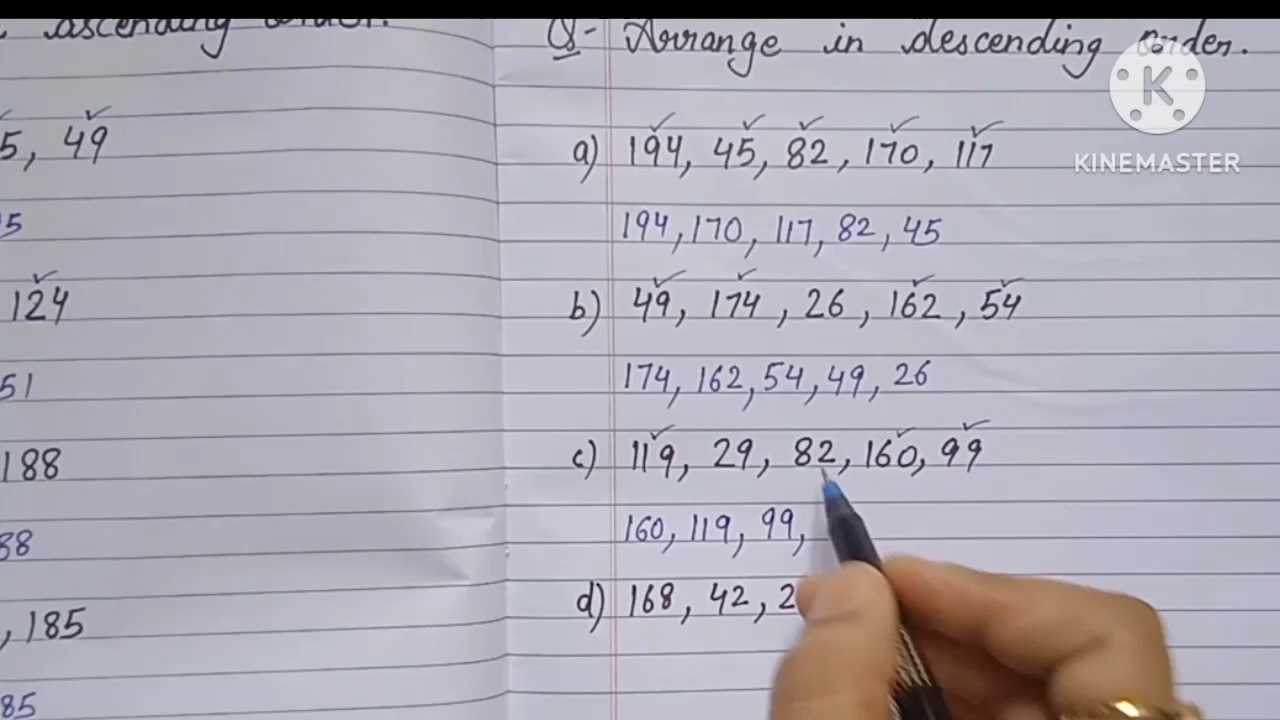 ascending order.
5, 49
5
124
51
188
88
, 185
85
Q- Arrange in descending order.
a) 194, 45, 82, 170, 117
194, 170, 117, 82, 45
b) 49, 174, 26, 162, 54
174, 162, 54, 49, 26
c) 119, 29, 82, 160, 99
160, 119, 99,
d) 168, 42, 2
K
KINEMASTER